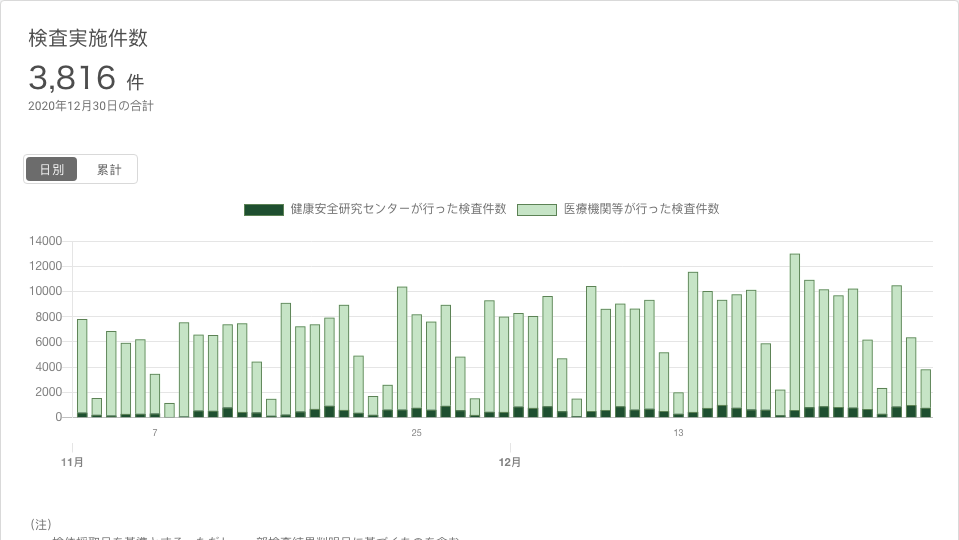 検査実施件数
3,816 件
2020年12月30日の合計
日別 累計
健康安全研究センターが行った検査件数 医療機関等が行った検査件数
14000
12000
10000
8000
6000
4000
2000
0
7 25 13
11月 12月
(注)